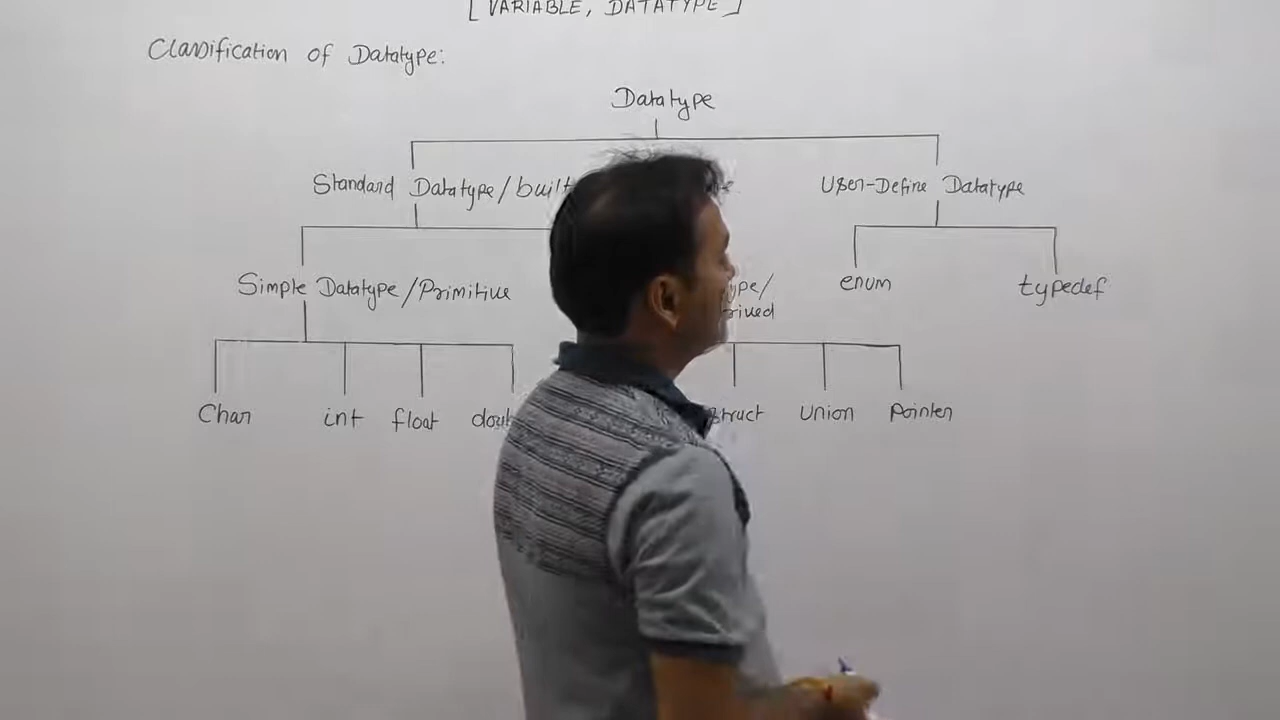 [VARIABLE, DATATYPE]
Classification of Datatype:
Datatype
Standard Datatype/built
User-Define Datatype
Simple Datatype/Primitive
enum
typedef
Char
int
float
struct
Union
Pointer